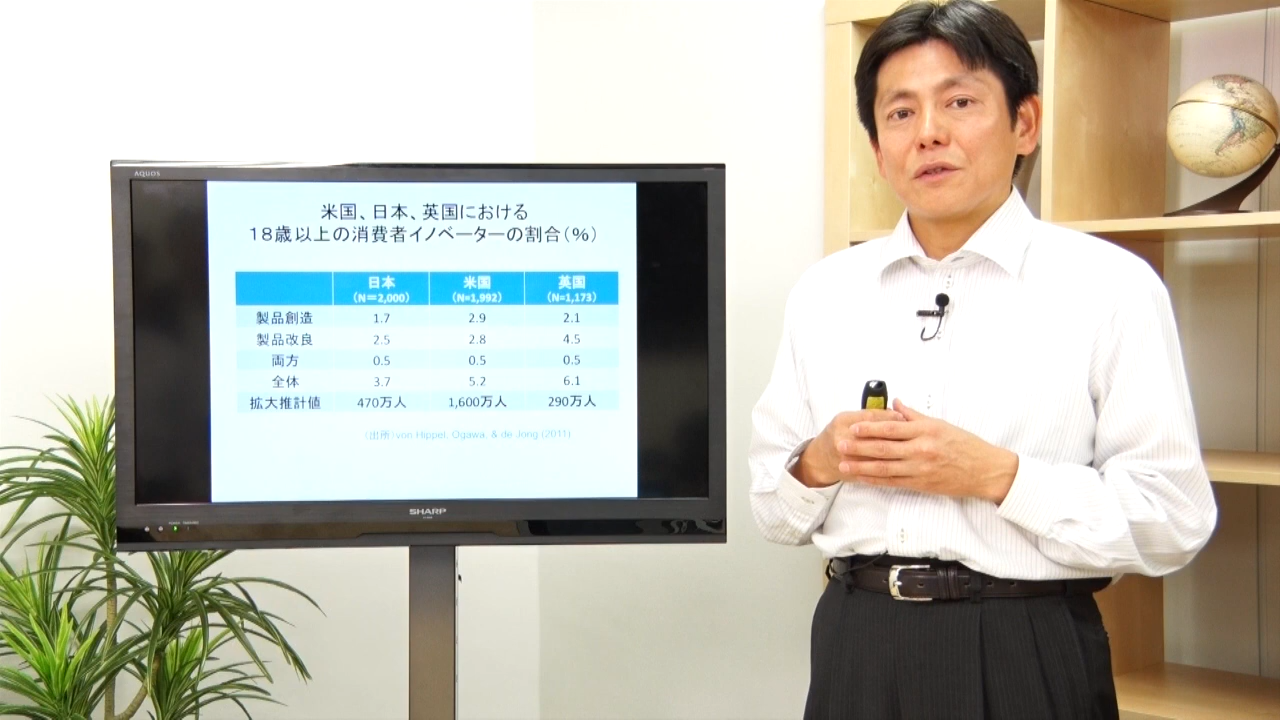 AQUOS
米国、日本、英国における
18歳以上の消費者イノベーターの割合(%)
日本 米国 英国
(N=2,000) (N=1,992) (N=1,173)
製品創造 1.7 2.9 2.1
製品改良 2.5 2.8 4.5
両方 0.5 0.5 0.5
全体 3.7 5.2 6.1
拡大推計値 470万人 1,600万人 290万人
(出所)von Hippel, Ogawa, & de Jong (2011)
SHARP